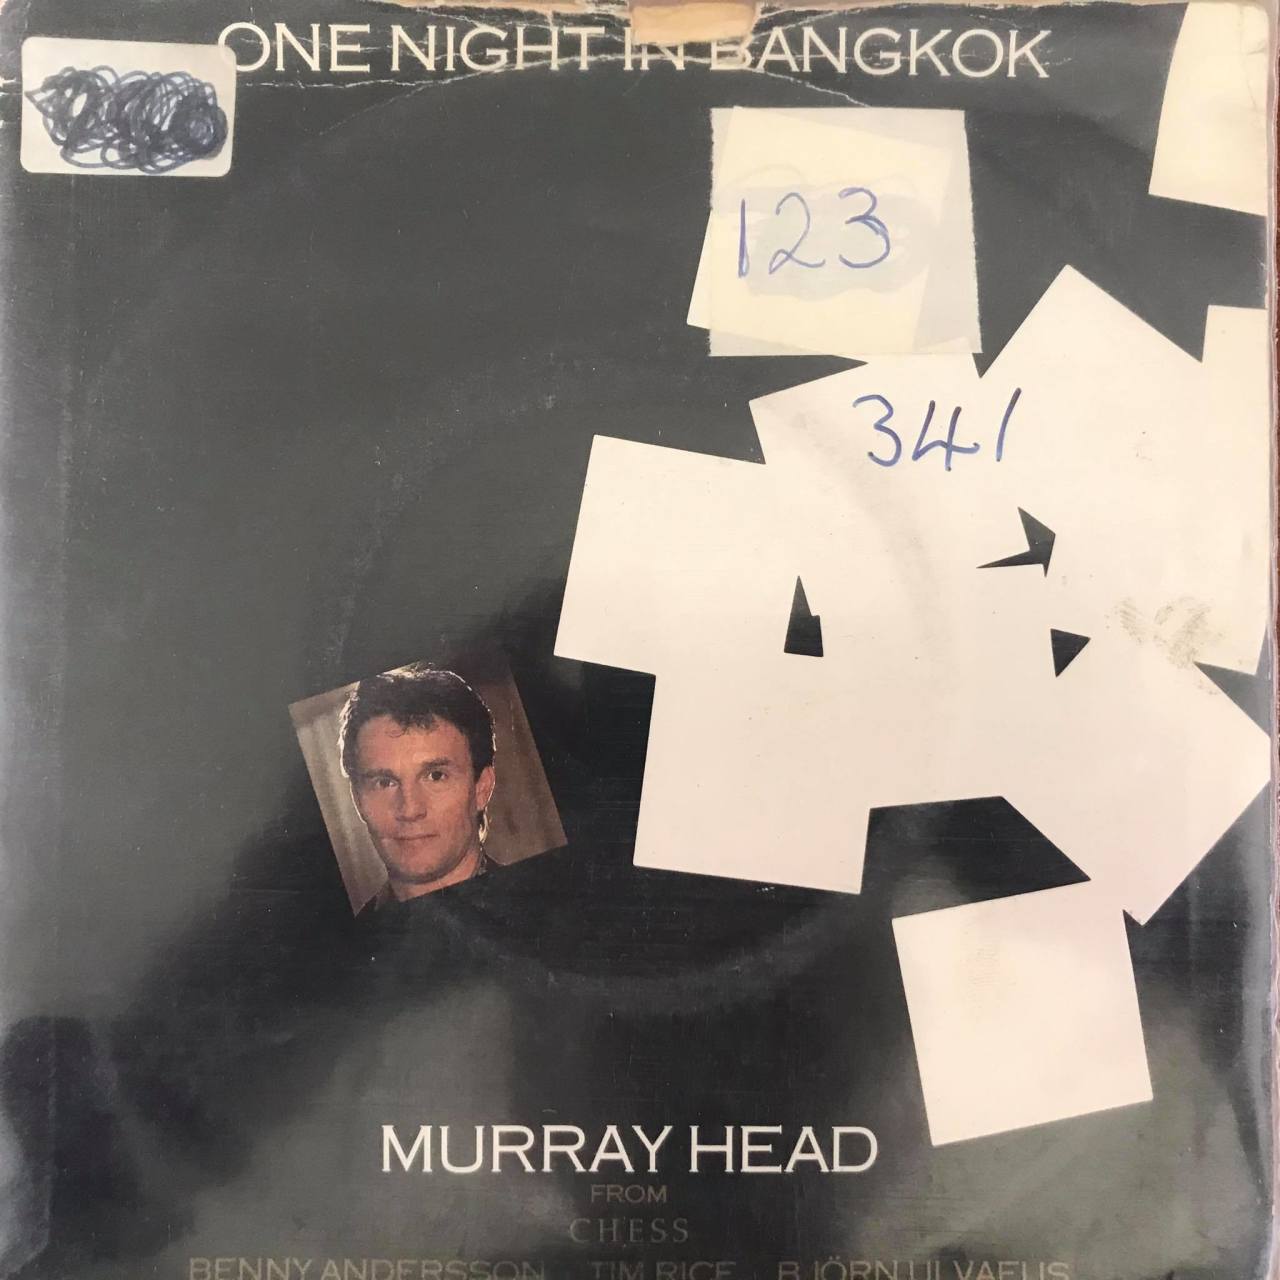 ONE NIGHT IN BANGKOK
123
341
MURRAY HEAD
FROM
CHESS
BENNY ANDERSSON TIM RICE BJÖRN ULVAEUS